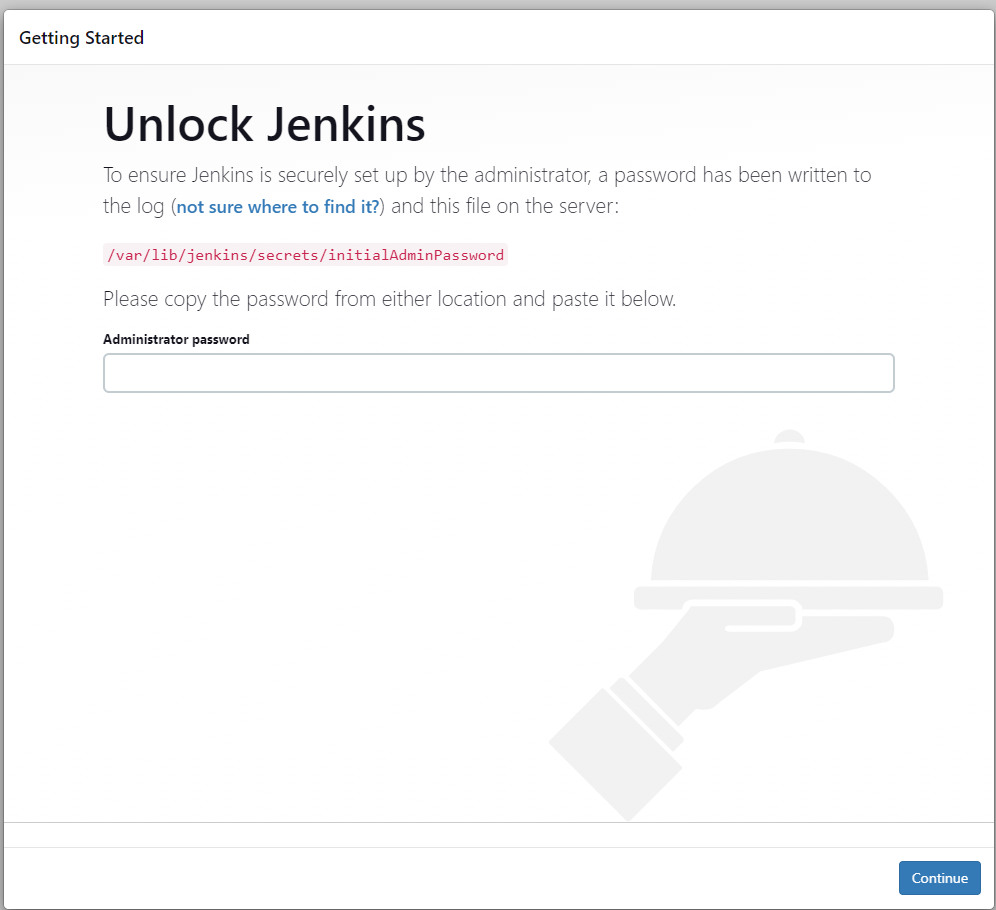 Getting Started
Unlock Jenkins
To ensure Jenkins is securely set up by the administrator, a password has been written to
the log (not sure where to find it?) and this file on the server:
/var/lib/jenkins/secrets/initialAdminPassword
Please copy the password from either location and paste it below.
Administrator password
Continue